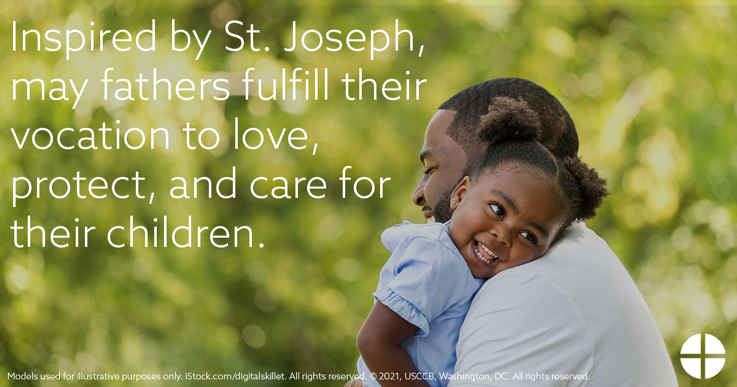 Inspired by St. Joseph,
may fathers fulfill their
vocation to love,
protect, and care for
their children.
Models used for illustrative purposes only. iStock.com/digitalskillet. All rights reserved. © 2021, USCCB, Washington, DC. All rights reserved.